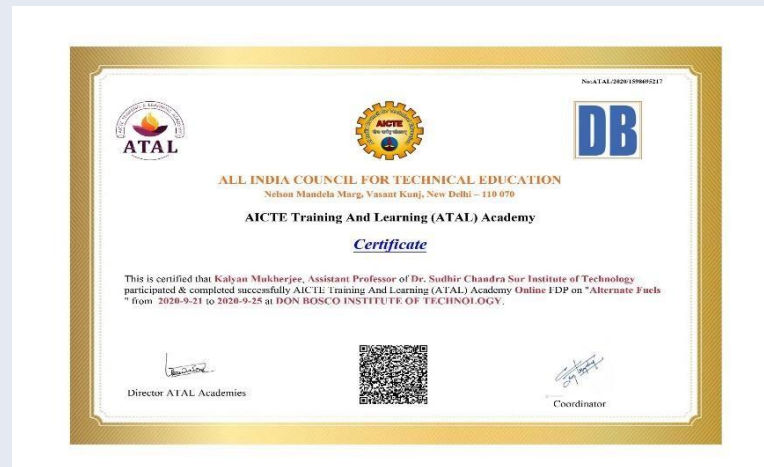 No:ATAL/2020/1598695217
ATAL
AICTE
DB
ALL INDIA COUNCIL FOR TECHNICAL EDUCATION
Nelson Mandela Marg, Vasant Kunj, New Delhi – 110 070
AICTE Training And Learning (ATAL) Academy
Certificate
This is certified that Kalyan Mukherjee, Assistant Professor of Dr. Sudhir Chandra Sur Institute of Technology
participated & completed successfully AICTE Training And Learning (ATAL) Academy Online FDP on "Alternate Fuels
" from 2020-9-21 to 2020-9-25 at DON BOSCO INSTITUTE OF TECHNOLOGY.
Director ATAL Academies
Coordinator